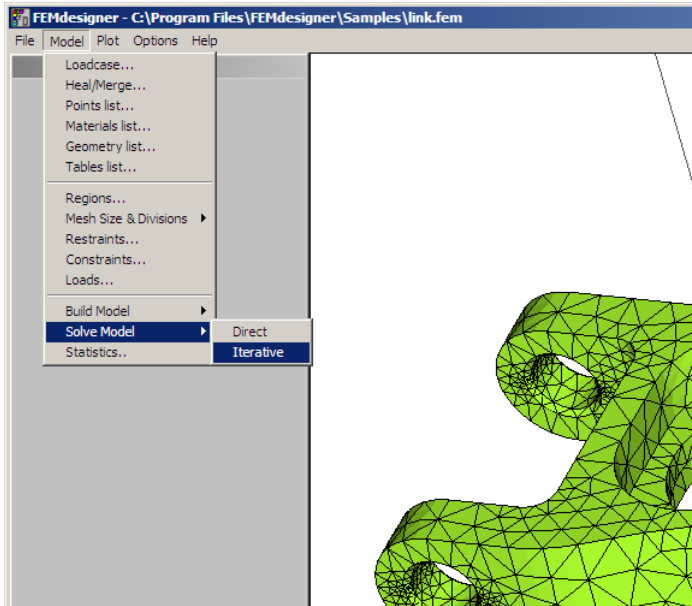 FEMdesigner - C:\Program Files\FEMdesigner\Samples\link.fem
File Model Plot Options Help
Loadcase...
Heal/Merge...
Points list...
Materials list...
Geometry list...
Tables list...
Regions...
Mesh Size & Divisions
Restraints...
Constraints...
Loads...
Build Model
Solve Model
Direct
Statistics..
Iterative